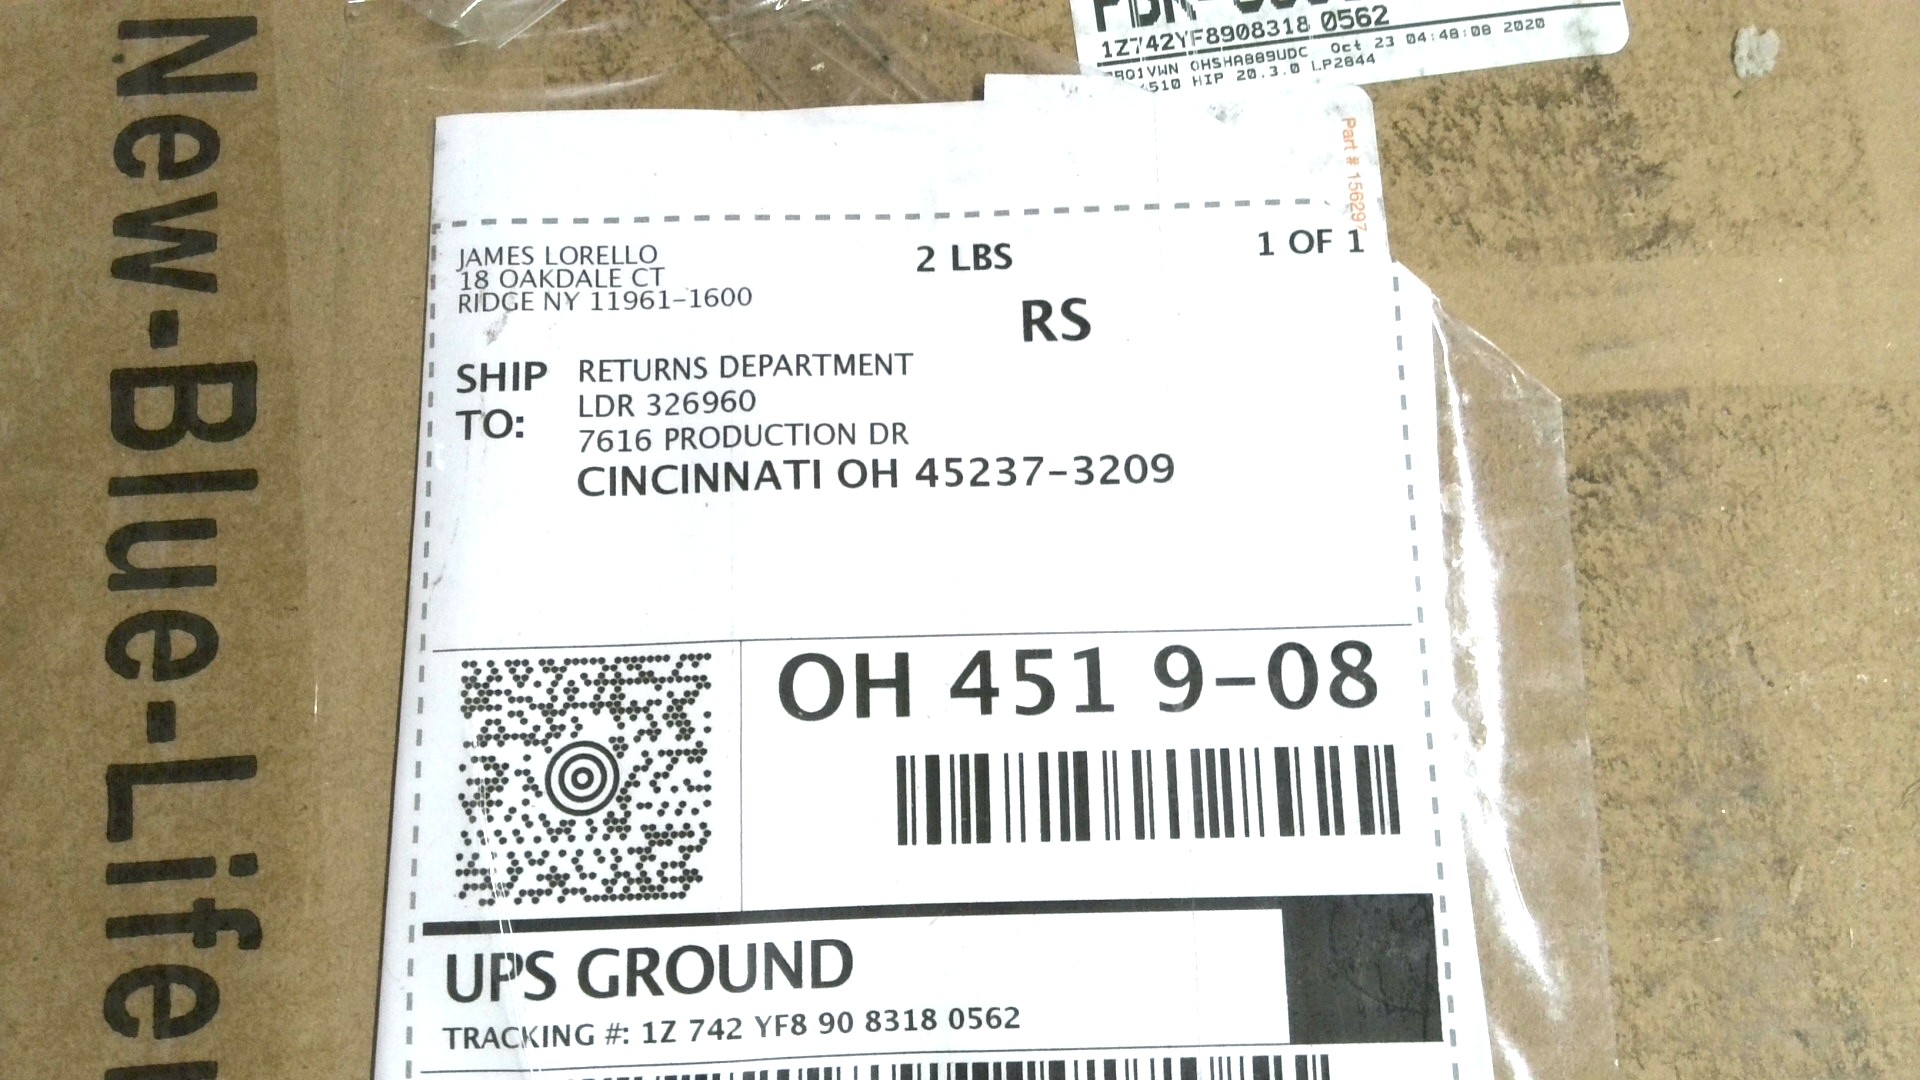 1Z742YF8908318 0562
OHSHAB89UDC Oct 23 04:48:08 2020
HIP 20.3.0 LP2844
Part # 156297
JAMES LORELLO
18 OAKDALE CT
RIDGE NY 11961-1600
2 LBS
1 OF 1
RS
SHIP TO:
RETURNS DEPARTMENT
LDR 326960
7616 PRODUCTION DR
CINCINNATI OH 45237-3209
OH 451 9-08
UPS GROUND
TRACKING #: 1Z 742 YF8 90 8318 0562
New-Blue-Life